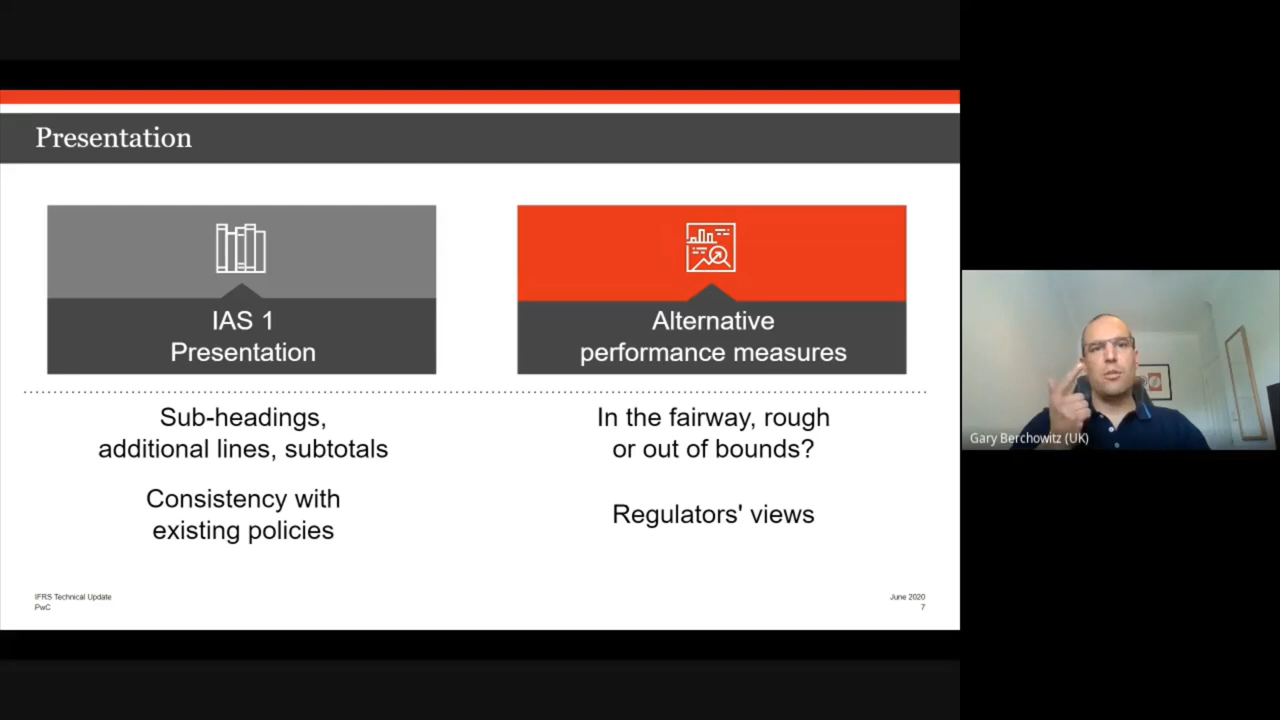 Presentation
IAS 1
Presentation
Sub-headings,
additional lines, subtotals
Consistency with
existing policies
Alternative
performance measures
In the fairway, rough
or out of bounds?
Regulators' views
IFRS Technical Update
PwC
June 2020
7
Gary Berchowitz (UK)